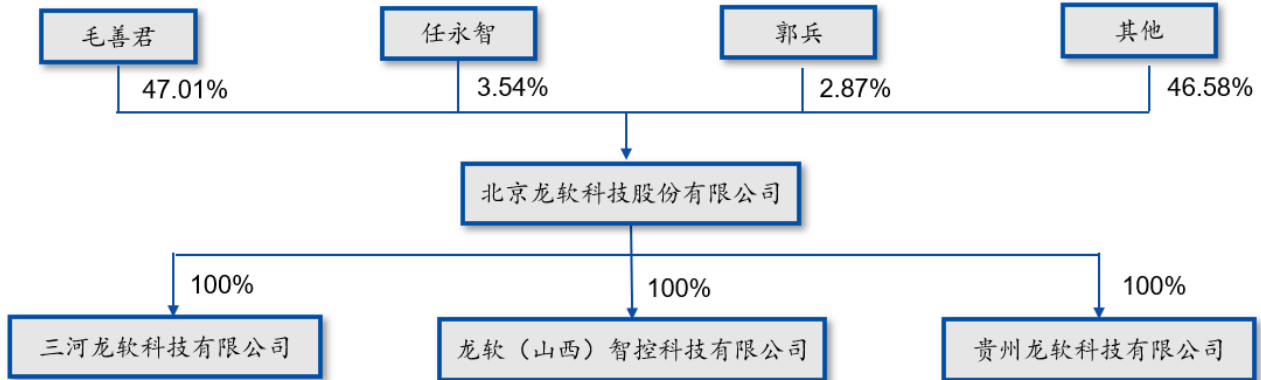 毛善君
任永智
郭兵
其他
47.01%
3.54%
2.87%
46.58%
北京龙软科技股份有限公司
100%
100%
100%
三河龙软科技有限公司
龙软（山西）智控科技有限公司
贵州龙软科技有限公司